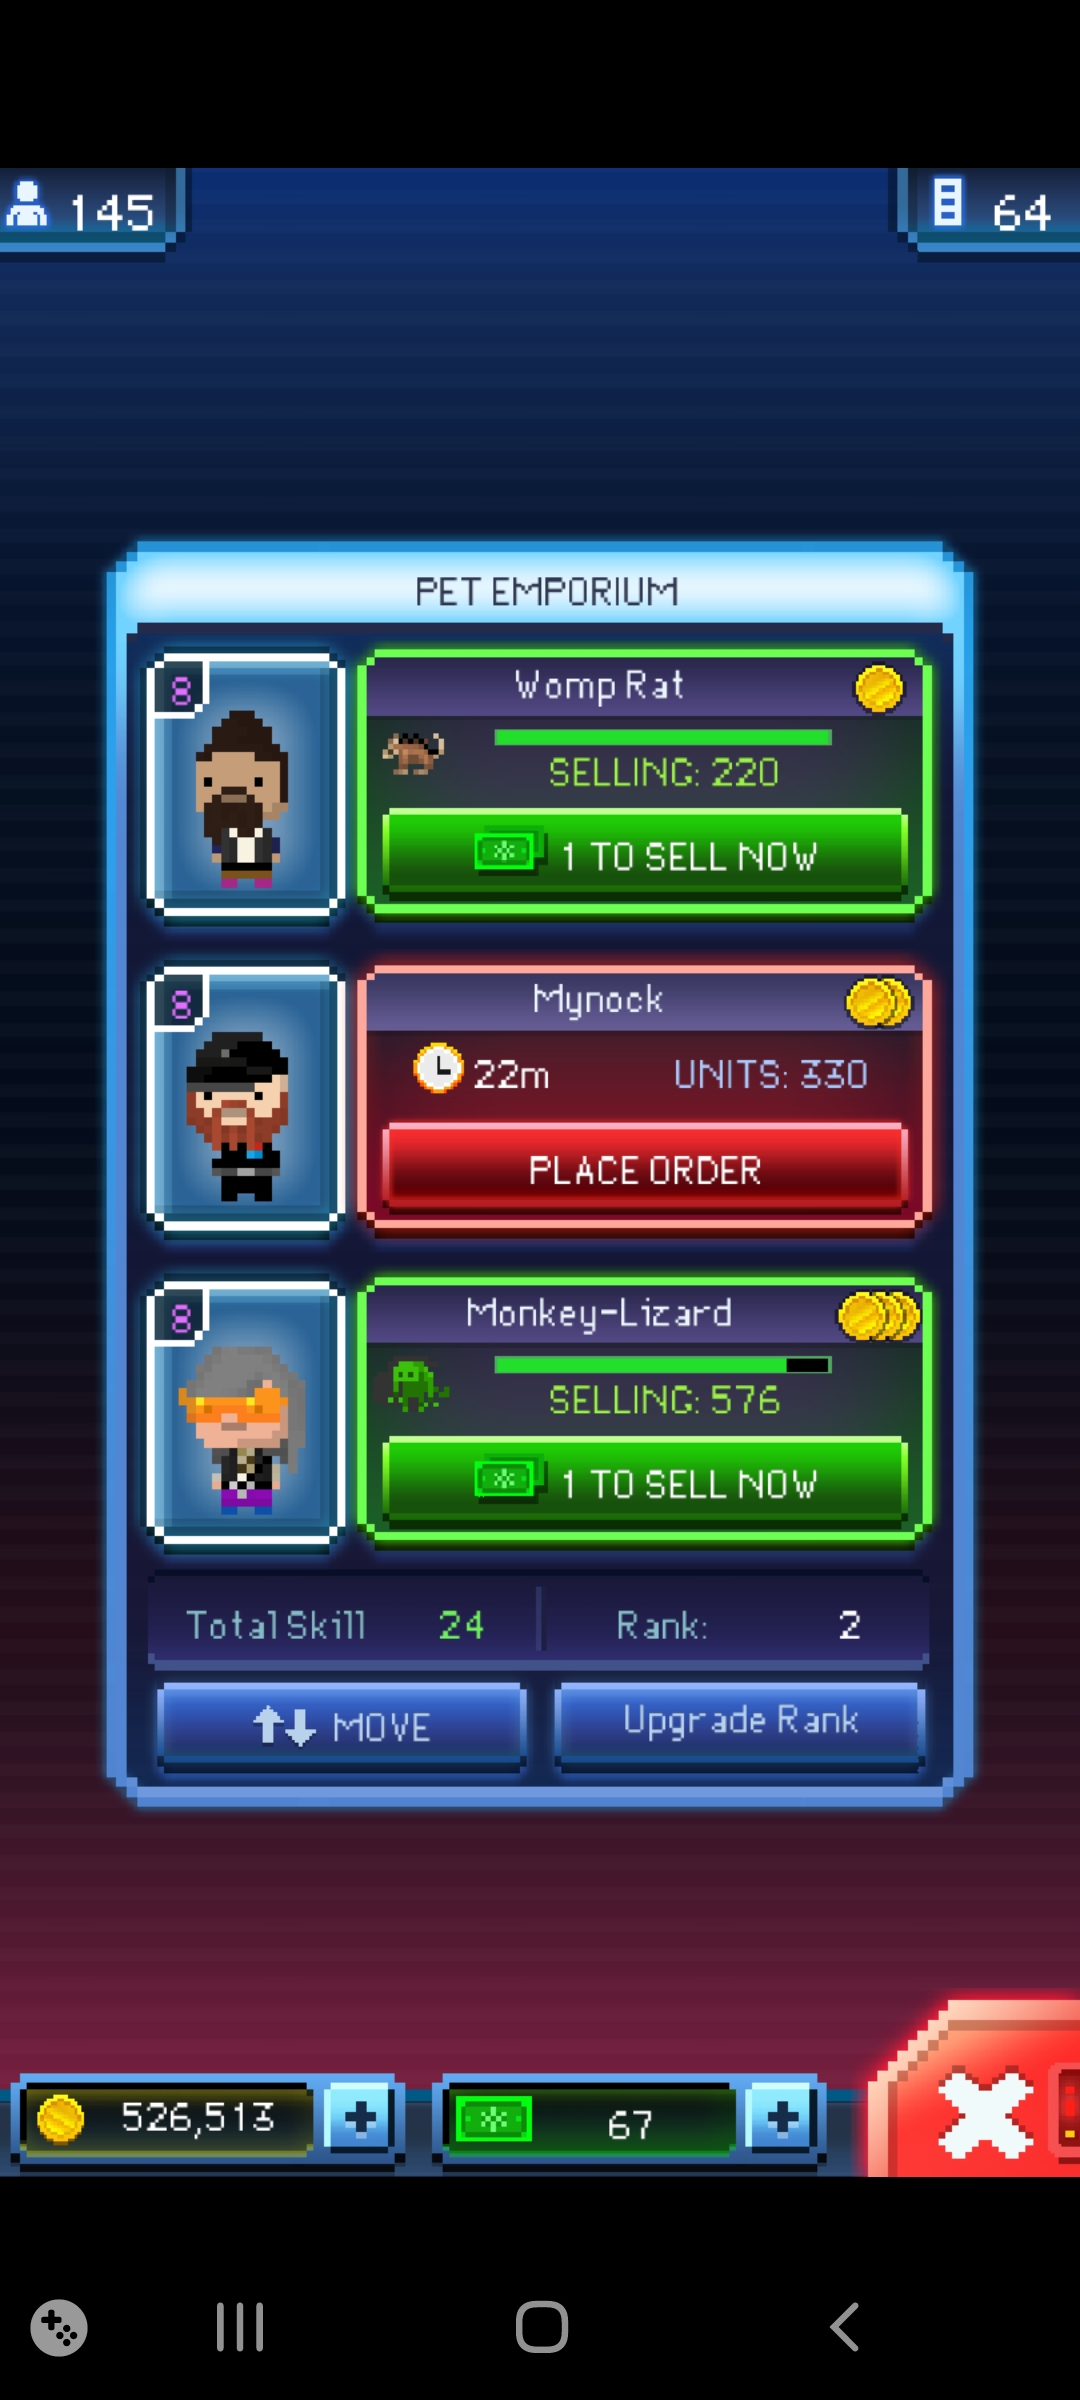 145
64
PET EMPORIUM
8
Womp Rat
SELLING: 220
1 TO SELL NOW
8
Mynock
22m
UNITS: 330
PLACE ORDER
8
Monkey-Lizard
SELLING: 576
1 TO SELL NOW
Total Skill 24
Rank: 2
MOVE
Upgrade Rank
526,513
67